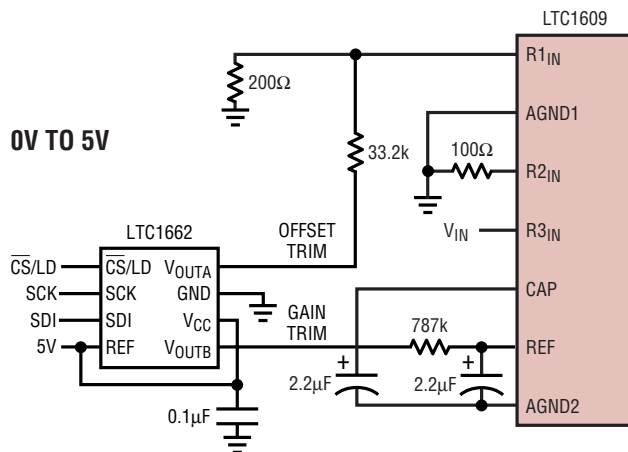 LTC1609
R1IN
200Ω
AGND1
0V TO 5V
33.2k
100Ω
R2IN
LTC1662
OFFSET
TRIM
VIN
R3IN
CS/LD
CS/LD
VOUTA
SCK
SCK
GND
CAP
SDI
SDI
VCC
GAIN
TRIM
787k
5V
REF
VOUTB
REF
+
+
2.2µF
2.2µF
0.1µF
AGND2